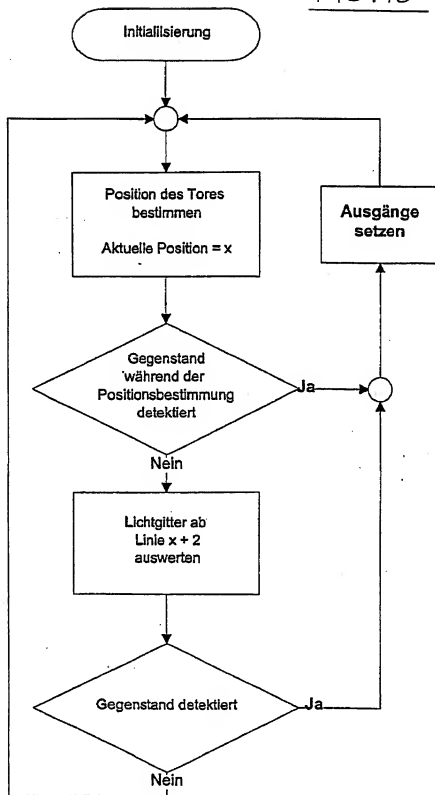 Initialisierung
Position des Tores
bestimmen
Aktuelle Position = x
Ausgänge
setzen
Gegenstand
während der
Positionsbestimmung
detektiert
Ja
Nein
Lichtgitter ab
Linie x + 2
auswerten
Gegenstand detektiert
Ja
Nein